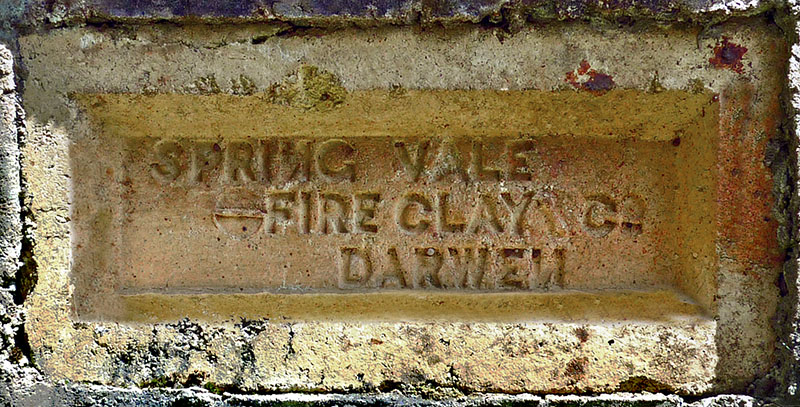 SPRING VALE
FIRE CLAY Co
DARWEN